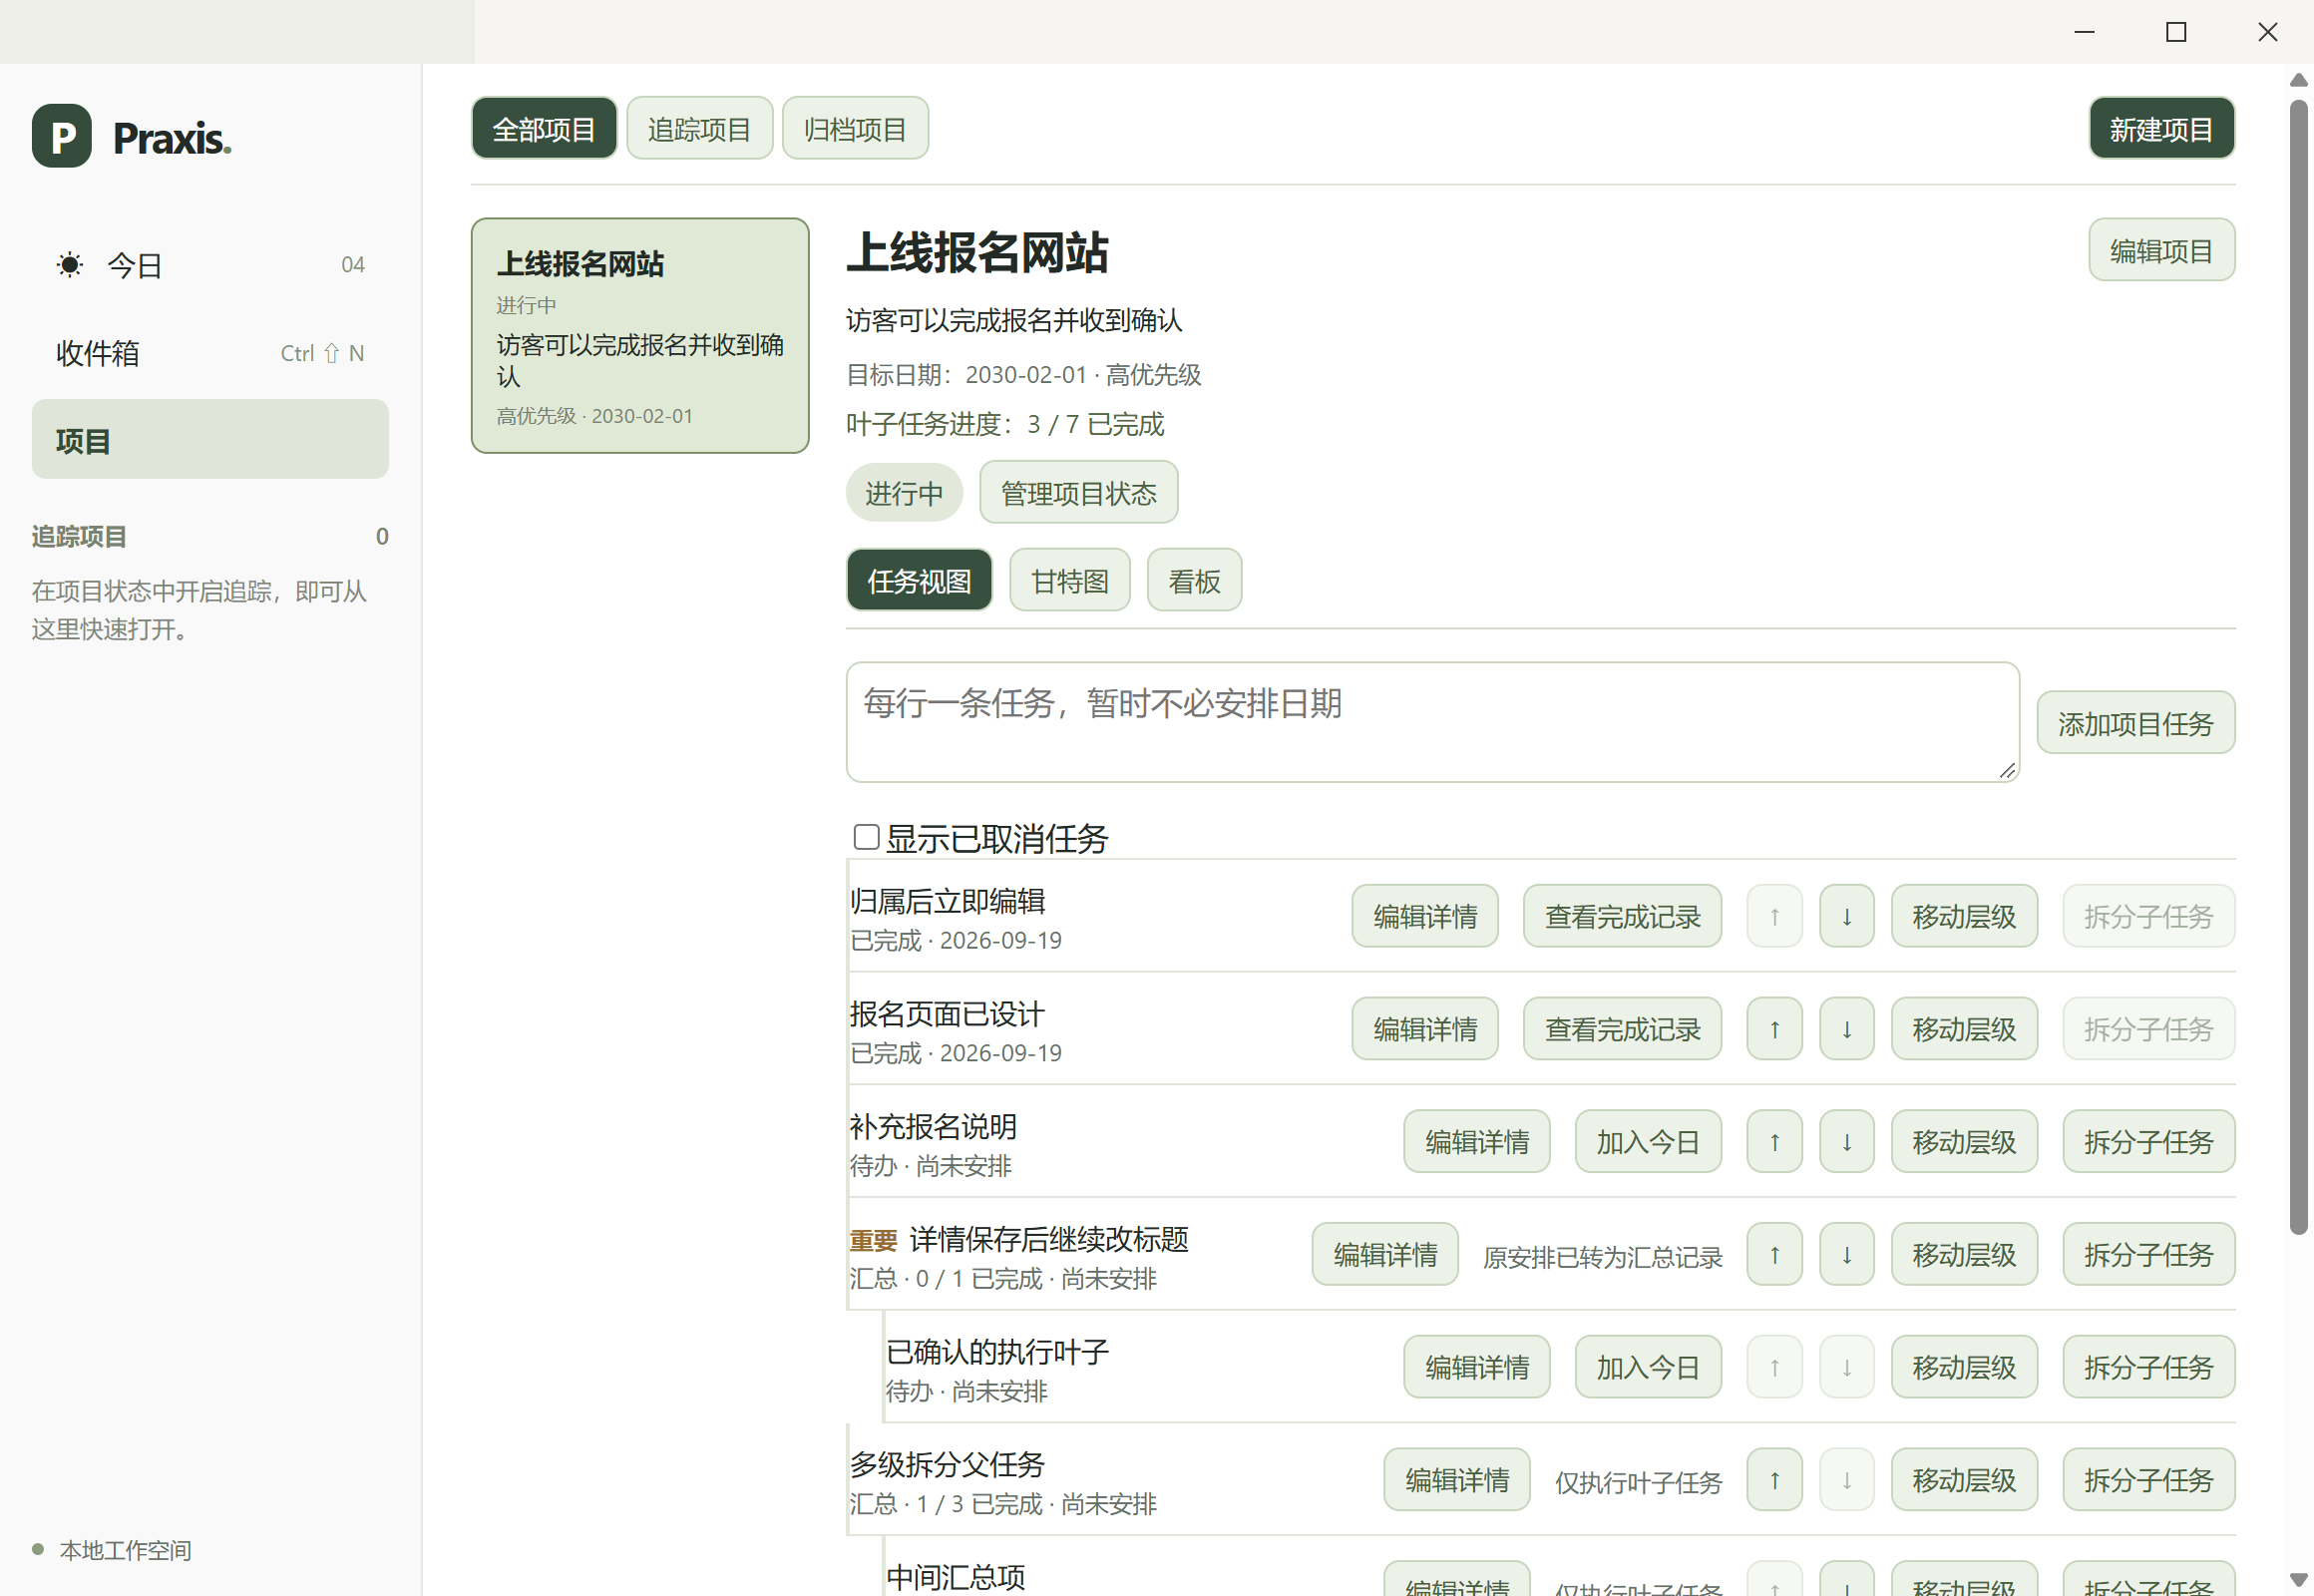 P Praxis.
今日 04
收件箱 Ctrl ⇧ N
项目
追踪项目 0
在项目状态中开启追踪，即可从
这里快速打开。
本地工作空间
全部项目 追踪项目 归档项目 新建项目
上线报名网站
进行中
访客可以完成报名并收到确
认
高优先级 · 2030-02-01
上线报名网站 编辑项目
访客可以完成报名并收到确认
目标日期：2030-02-01 · 高优先级
叶子任务进度：3 / 7 已完成
进行中 管理项目状态
任务视图 甘特图 看板
每行一条任务，暂时不必安排日期 添加项目任务
显示已取消任务
归属后立即编辑
已完成 · 2026-09-19
编辑详情 查看完成记录 ↑ ↓ 移动层级 拆分子任务
报名页面已设计
已完成 · 2026-09-19
编辑详情 查看完成记录 ↑ ↓ 移动层级 拆分子任务
补充报名说明
待办 · 尚未安排
编辑详情 加入今日 ↑ ↓ 移动层级 拆分子任务
重要 详情保存后继续改标题
汇总 · 0 / 1 已完成 · 尚未安排
编辑详情 原安排已转为汇总记录 ↑ ↓ 移动层级 拆分子任务
已确认的执行叶子
待办 · 尚未安排
编辑详情 加入今日 ↑ ↓ 移动层级 拆分子任务
多级拆分父任务
汇总 · 1 / 3 已完成 · 尚未安排
编辑详情 仅执行叶子任务 ↑ ↓ 移动层级 拆分子任务
中间汇总项
编辑详情 仅执行叶子任务 ↑ ↓ 移动层级 拆分子任务